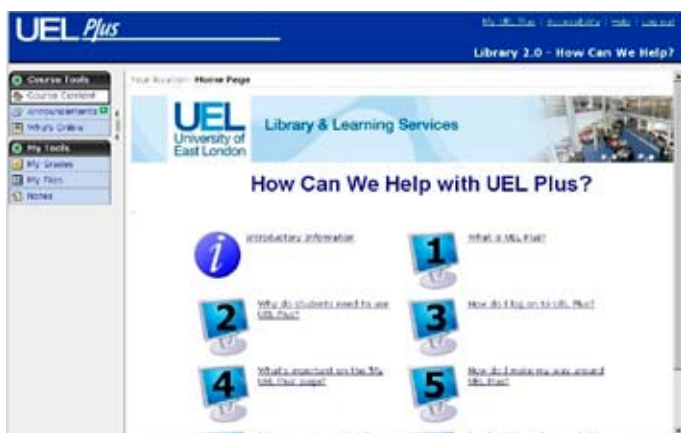 UEL Plus
My UEL Plus | Accessibility | Help | Log out
Library 2.0 - How Can We Help?
Course Tools
Course Content
Announcements
Who's Online
My Tools
My Grades
My Files
Notes
Your location: Home Page
UEL
University of
East London
Library & Learning Services
How Can We Help with UEL Plus?
i
Introductory Information
1
What is UEL Plus?
2
Why do students need to use
UEL Plus?
3
How do I log on to UEL Plus?
4
What's important on the 'My
UEL Plus' page?
5
How do I make my way around
UEL Plus?